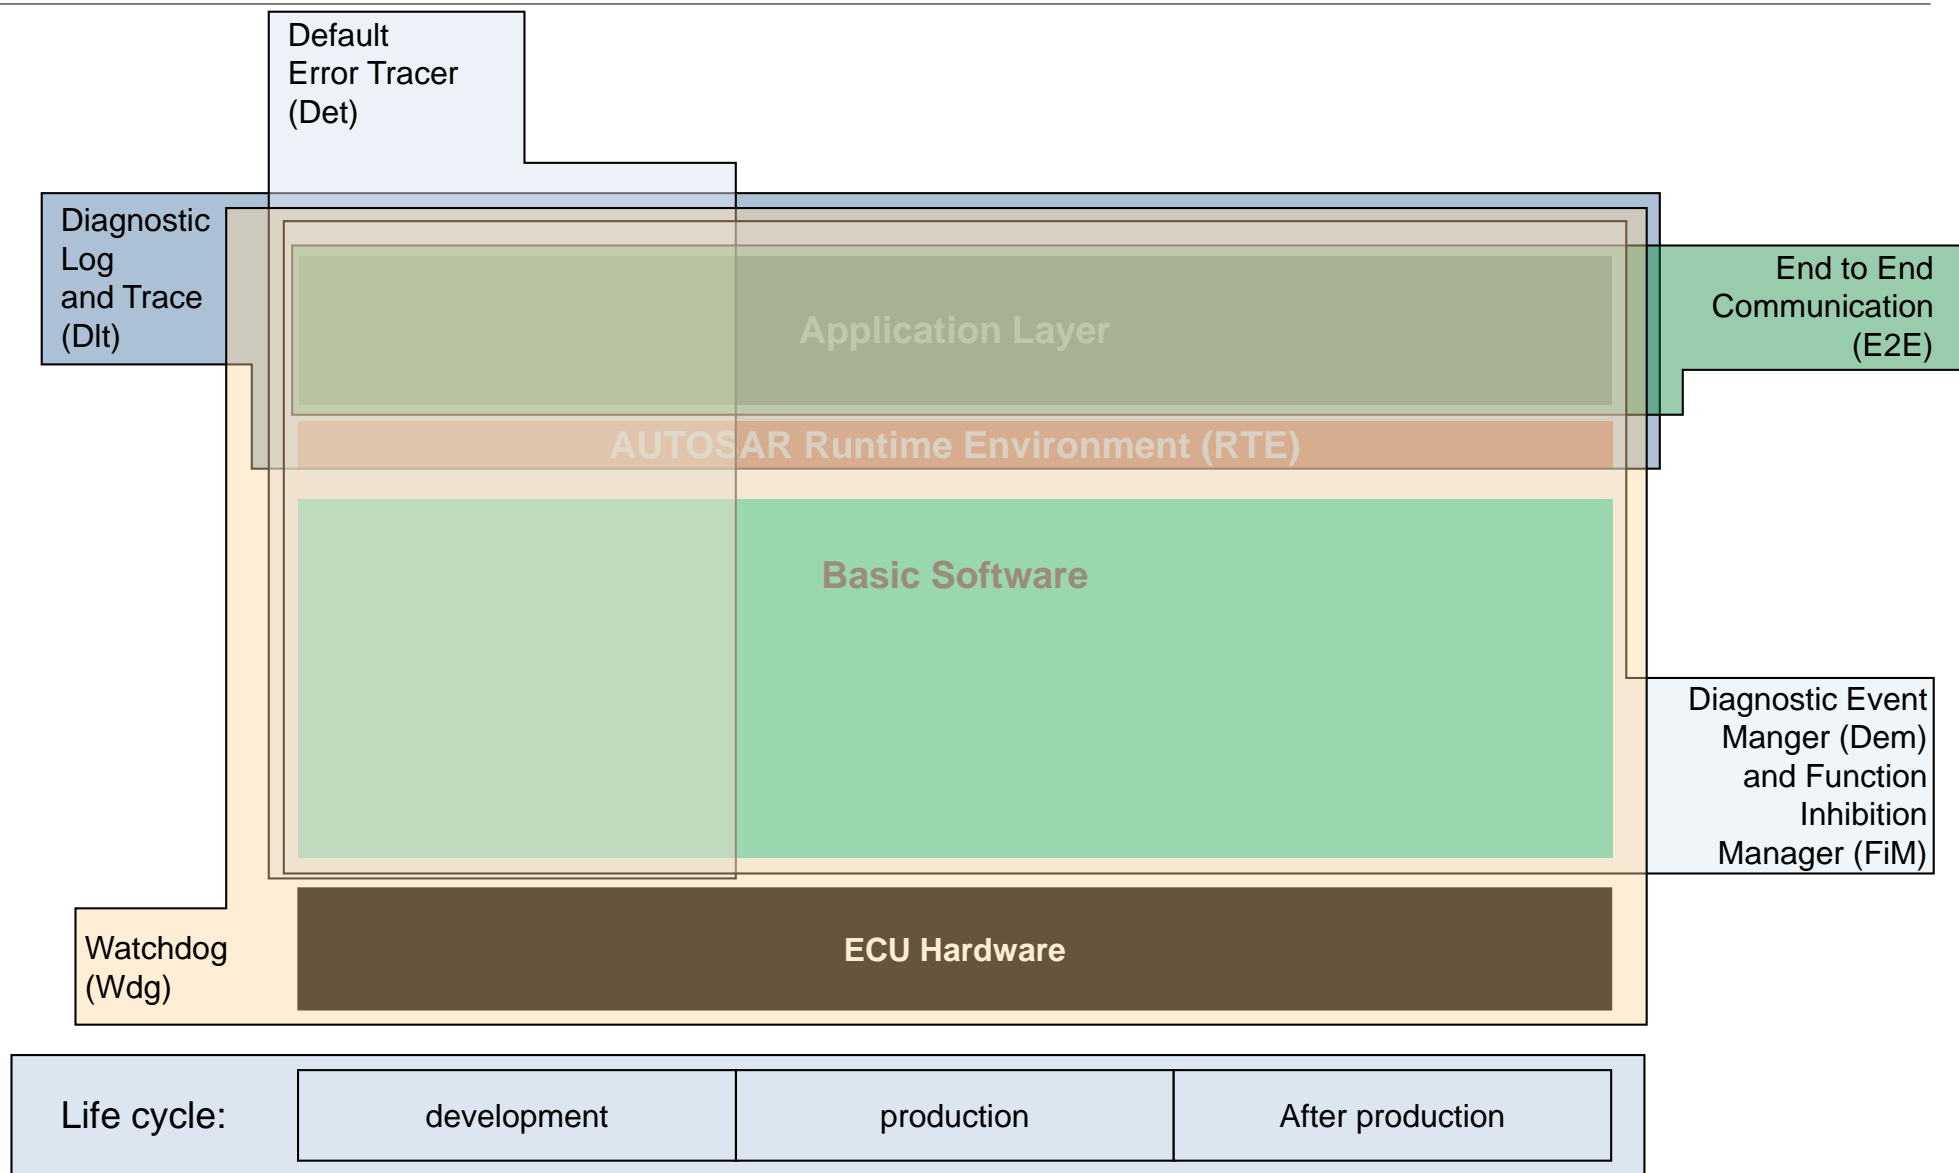 Default
Error Tracer
(Det)
Diagnostic
Log
and Trace
(Dlt)
End to End
Communication
(E2E)
Application Layer
AUTOSAR Runtime Environment (RTE)
Basic Software
Diagnostic Event
Manger (Dem)
and Function
Inhibition
Manager (FiM)
Watchdog
(Wdg)
ECU Hardware
Life cycle:
development
production
After production